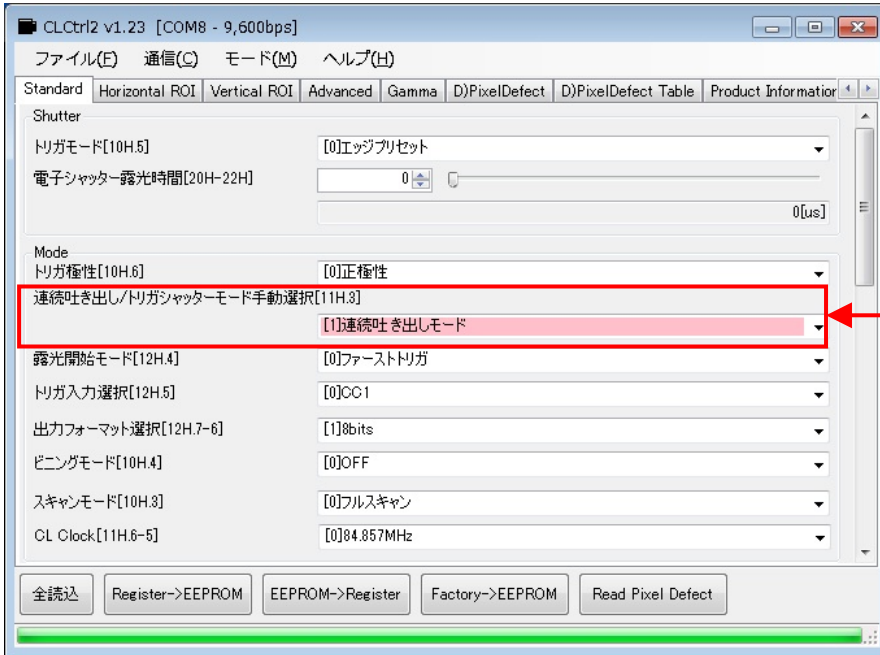 CLCtrl2 v1.23 [COM8 - 9,600bps]
ファイル(F) 通信(C) モード(M) ヘルプ(H)
Standard Horizontal ROI Vertical ROI Advanced Gamma D)PixelDefect D)PixelDefect Table Product Information
Shutter
トリガモード[10H.5] [0]エッジプリセット
電子シャッター露光時間[20H-22H] 0
0[us]
Mode
トリガ極性[10H.6] [0]正極性
連続吐き出し/トリガシャッターモード手動選択[11H.3]
[1]連続吐き出しモード
露光開始モード[12H.4] [0]ファーストトリガ
トリガ入力選択[12H.5] [0]CC1
出力フォーマット選択[12H.7-6] [1]8bits
ビニングモード[10H.4] [0]OFF
スキャンモード[10H.3] [0]フルスキャン
CL Clock[11H.6-5] [0]84.857MHz
全読込 Register->EEPROM EEPROM->Register Factory->EEPROM Read Pixel Defect